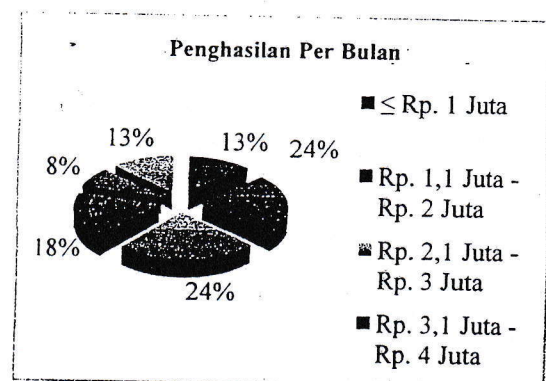 Penghasilan Per Bulan
≤ Rp. 1 Juta
13%
13%
24%
8%
Rp. 1,1 Juta -
Rp. 2 Juta
18%
Rp. 2,1 Juta -
Rp. 3 Juta
24%
Rp. 3,1 Juta -
Rp. 4 Juta